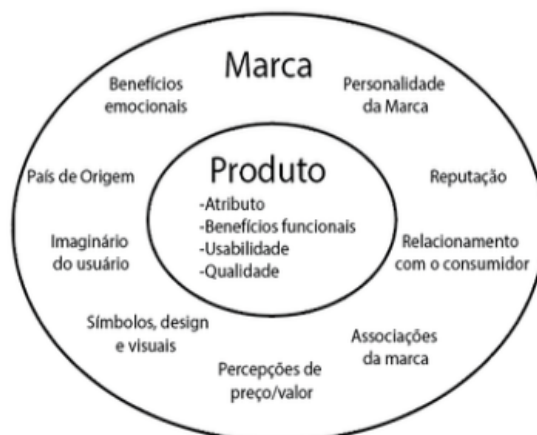 Marca
Benefícios
emocionais
Personalidade
da Marca
País de Origem
Produto
-Atributo
-Benefícios funcionais
-Usabilidade
-Qualidade
Reputação
Imaginário
do usuário
Relacionamento
com o consumidor
Símbolos, design
e visuais
Percepções de
preço/valor
Associações
da marca